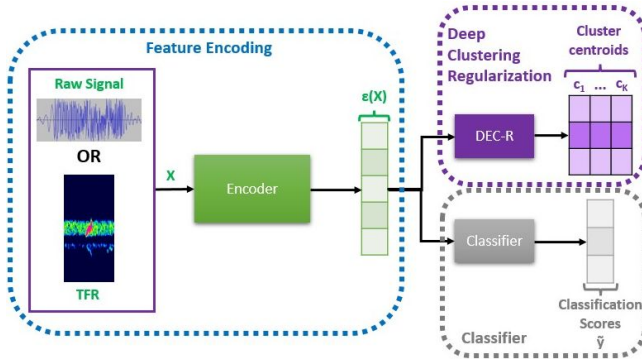 Feature Encoding
Raw Signal
OR
TFR
X
Encoder
ε(X)
Deep
Clustering
Regularization
Cluster
centroids
c1 ... cK
DEC-R
Classifier
Classification
Scores
ỹ
Classifier